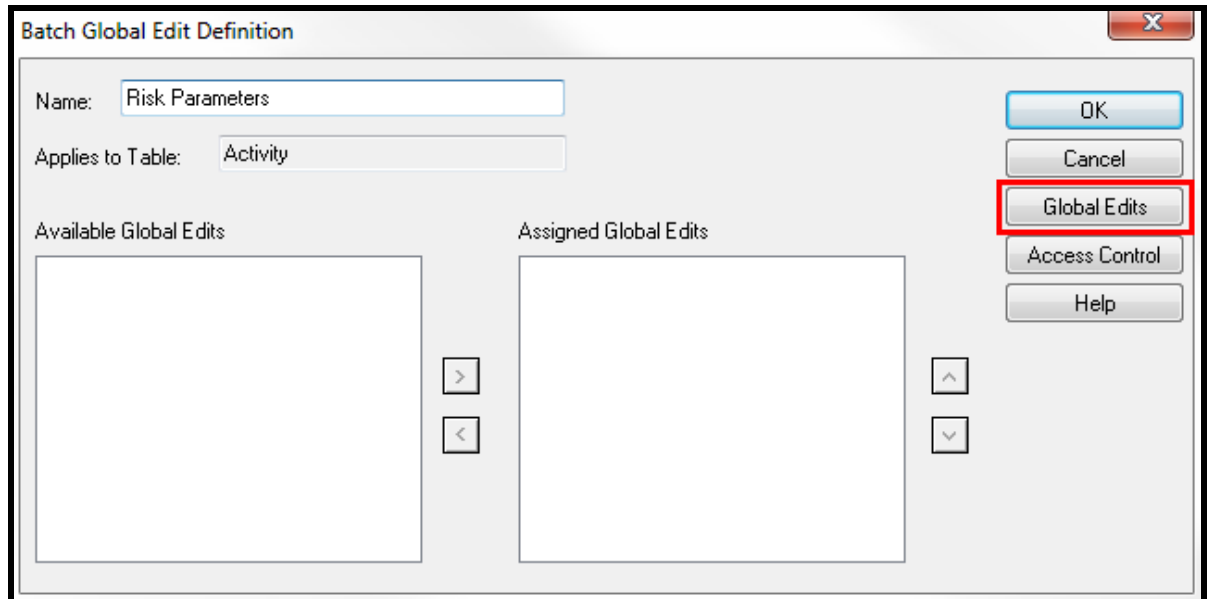 Batch Global Edit Definition
X
Name: Risk Parameters
OK
Applies to Table: Activity
Cancel
Global Edits
Available Global Edits
Assigned Global Edits
Access Control
Help
>
<